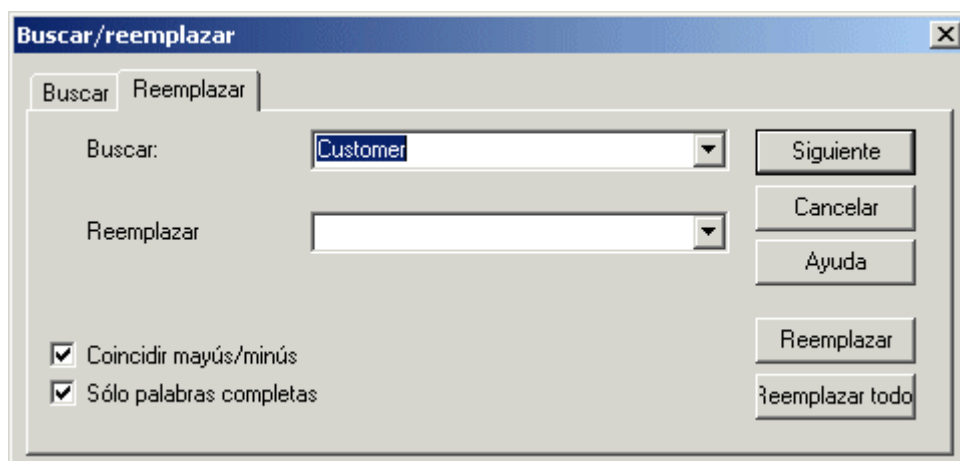 Buscar/reemplazar
Buscar
Reemplazar
Buscar:
Customer
Siguiente
Cancelar
Reemplazar
Ayuda
Coincidir mayús/minús
Reemplazar
Sólo palabras completas
Reemplazar todo